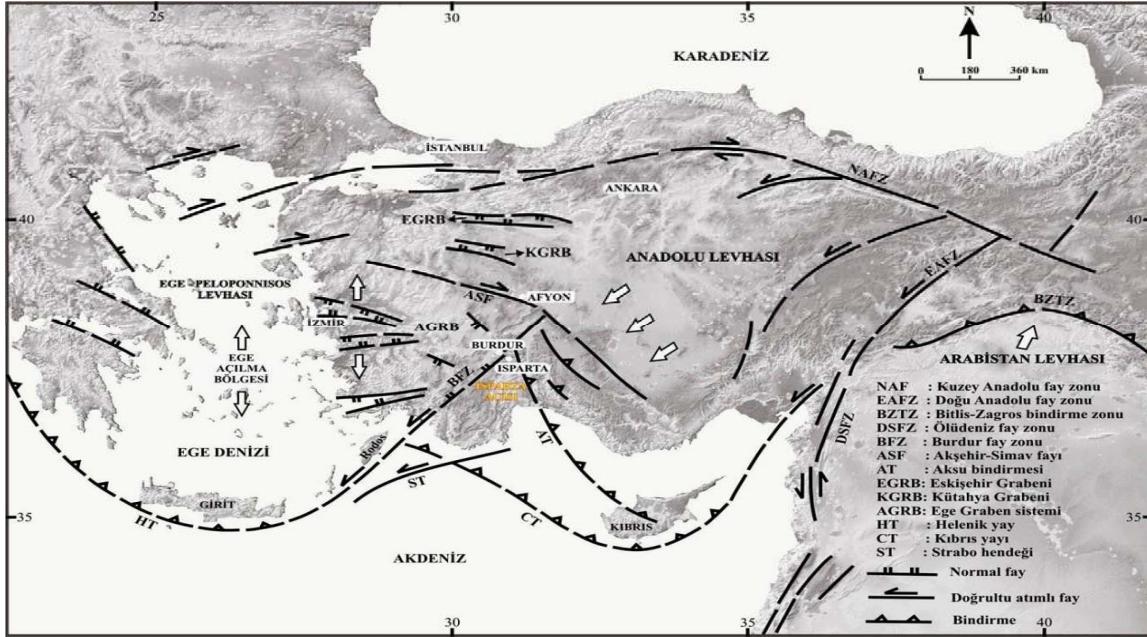 25 30 35 40
N
KARADENİZ
0 180 360 km
İSTANBUL
NAFZ
ANKARA
40
40
EGRB
KGRB
ANADOLU LEVHASI
EAFZ
EGE PELOPONNISOS
LEVHASI
ASF
AFYON
BZTZ
İZMİR
AGRB
BURDUR
ISPARTA
EGE
AÇILMA
BÖLGESİ
BFZ
ISPARTA
AÇISI
ARABİSTAN LEVHASI
EGE DENİZİ
Rodos
AT
ST
DSFZ
GİRİT
HT
CT
KIBRIS
35
35
AKDENİZ
NAF : Kuzey Anadolu fay zonu
EAFZ : Doğu Anadolu fay zonu
BZTZ : Bitlis-Zagros bindirme zonu
DSFZ : Ölüdeniz fay zonu
BFZ : Burdur fay zonu
ASF : Akşehir-Simav fayı
AT : Aksu bindirmesi
EGRB: Eskişehir Grabeni
KGRB: Kütahya Grabeni
AGRB: Ege Graben sistemi
HT : Helenik yay
CT : Kıbrıs yayı
ST : Strabo hendeği
Normal fay
Doğrultu atımlı fay
Bindirme
30 35 40